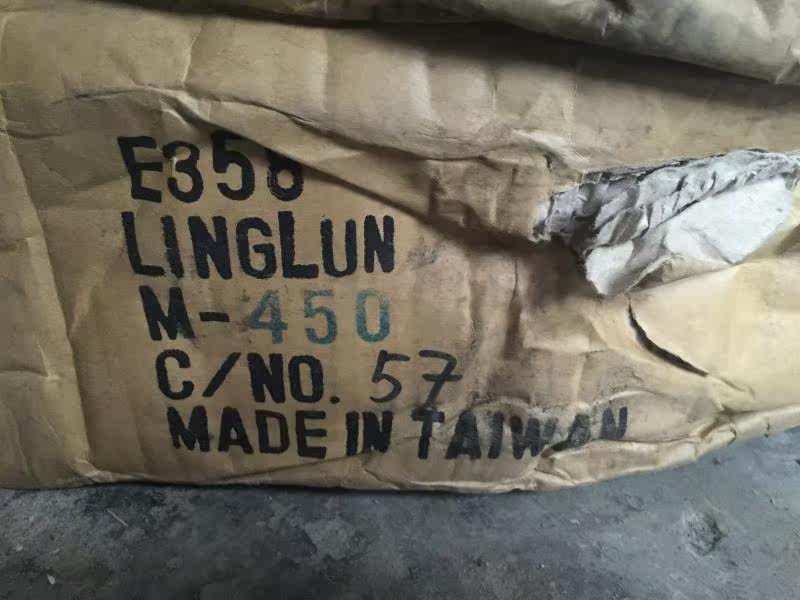 E358
LINGLUN
M-450
C/NO. 57
MADE IN TAIWAN